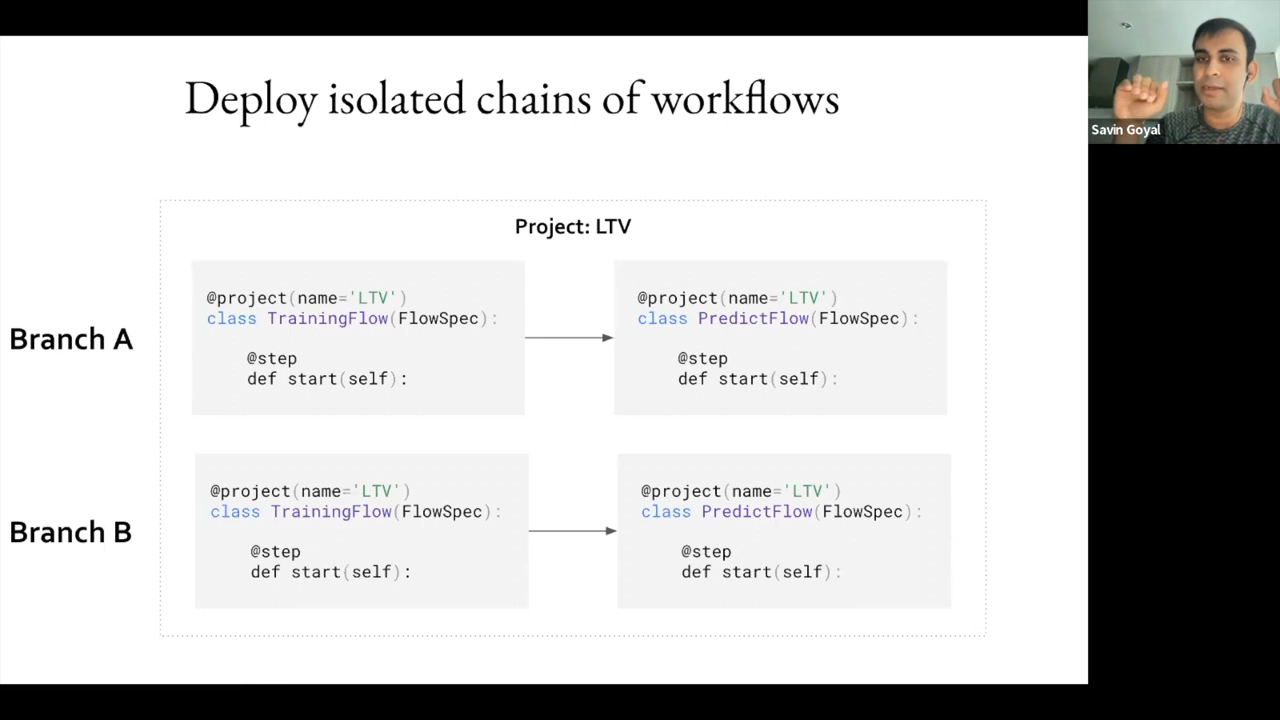 Deploy isolated chains of workflows
Savin Goyal
Project: LTV
Branch A
@project(name='LTV')
class TrainingFlow(FlowSpec):
@step
def start(self):
@project(name='LTV')
class PredictFlow(FlowSpec):
@step
def start(self):
Branch B
@project(name='LTV')
class TrainingFlow(FlowSpec):
@step
def start(self):
@project(name='LTV')
class PredictFlow(FlowSpec):
@step
def start(self):